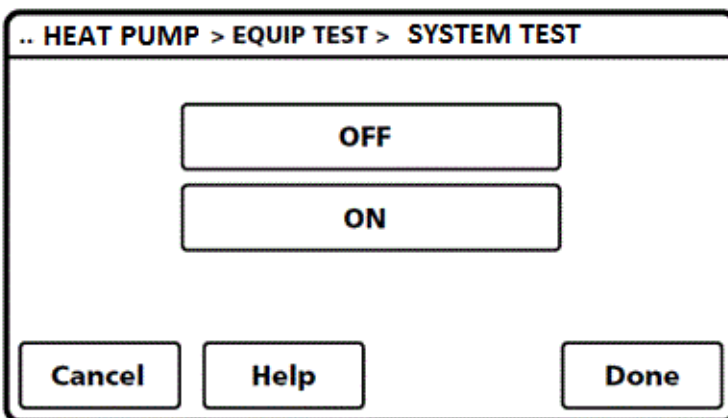 .. HEAT PUMP > EQUIP TEST > SYSTEM TEST
OFF
ON
Cancel Help Done